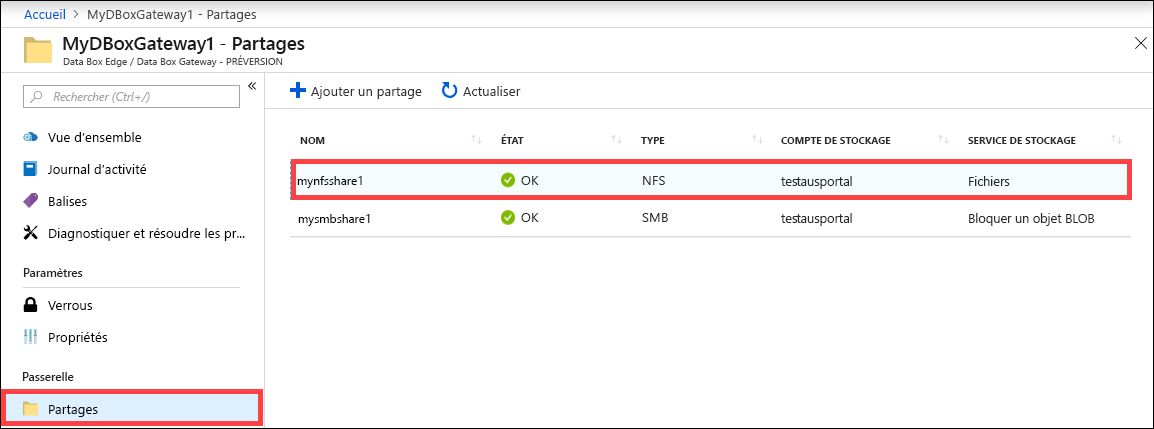 Accueil > MyDBoxGateway1 - Partages
MyDBoxGateway1 - Partages
Data Box Edge / Data Box Gateway - PRÉVERSION
Rechercher (Ctrl+/)
«
Vue d'ensemble
Journal d'activité
Balises
Diagnostiquer et résoudre les pr...
Paramètres
Verrous
Propriétés
Passerelle
Partages
Ajouter un partage Actualiser
NOM ÉTAT TYPE COMPTE DE STOCKAGE SERVICE DE STOCKAGE
mynfsshare1 OK NFS testausportal Fichiers
mysmbshare1 OK SMB testausportal Bloquer un objet BLOB